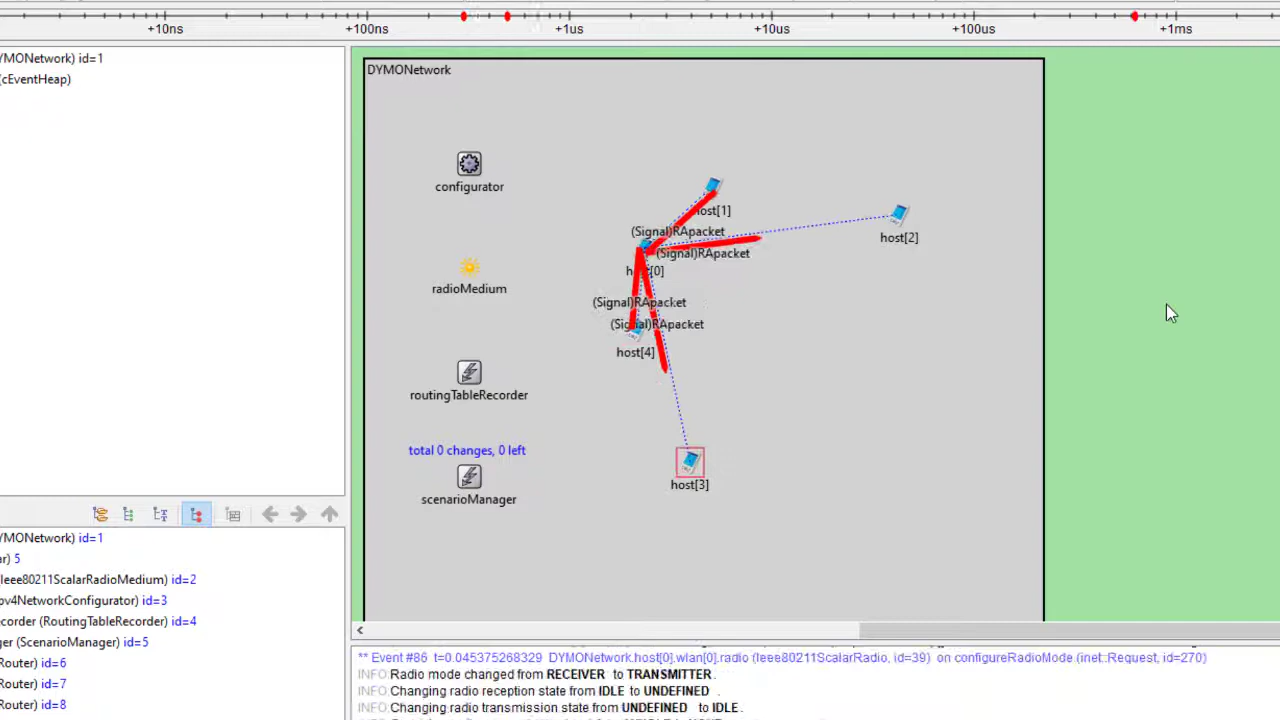 +10ns
+100ns
+1us
+10us
+100us
+1ms
YMONetwork) id=1
(cEventHeap)
DYMONetwork
configurator
host[1]
host[2]
(Signal)RApacket
(Signal)RApacket
radioMedium
(Signal)RApacket
(Signal)RApacket
host[4]
routingTableRecorder
total 0 changes, 0 left
host[3]
scenarioManager
YMONetwork) id=1
ar) 5
Ieee80211ScalarRadioMedium) id=2
pv4NetworkConfigurator) id=3
ecorder (RoutingTableRecorder) id=4
ger (ScenarioManager) id=5
Router) id=6
Router) id=7
Router) id=8
** Event #86 t=0.045375268329 DYMONetwork.host[0].wlan[0].radio (Ieee80211ScalarRadio, id=39) on configureRadioMode (inet::Request, id=270)
INFO:Radio mode changed from RECEIVER to TRANSMITTER.
INFO:Changing radio reception state from IDLE to UNDEFINED .
INFO:Changing radio transmission state from UNDEFINED to IDLE.